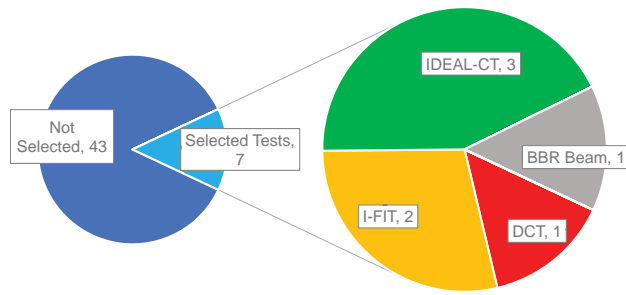 Not
Selected, 43
Selected Tests,
7
IDEAL-CT, 3
BBR Beam, 1
I-FIT, 2
DCT, 1